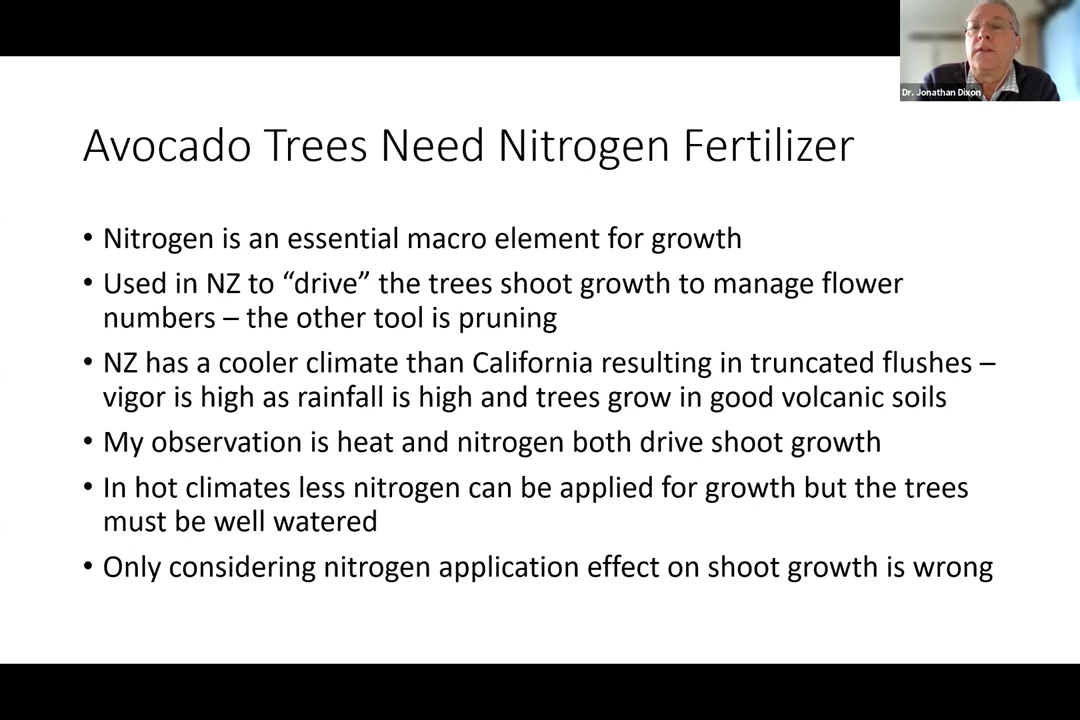 Dr. Jonathan Dixon
Avocado Trees Need Nitrogen Fertilizer
• Nitrogen is an essential macro element for growth
• Used in NZ to “drive” the trees shoot growth to manage flower
numbers – the other tool is pruning
• NZ has a cooler climate than California resulting in truncated flushes –
vigor is high as rainfall is high and trees grow in good volcanic soils
• My observation is heat and nitrogen both drive shoot growth
• In hot climates less nitrogen can be applied for growth but the trees
must be well watered
• Only considering nitrogen application effect on shoot growth is wrong